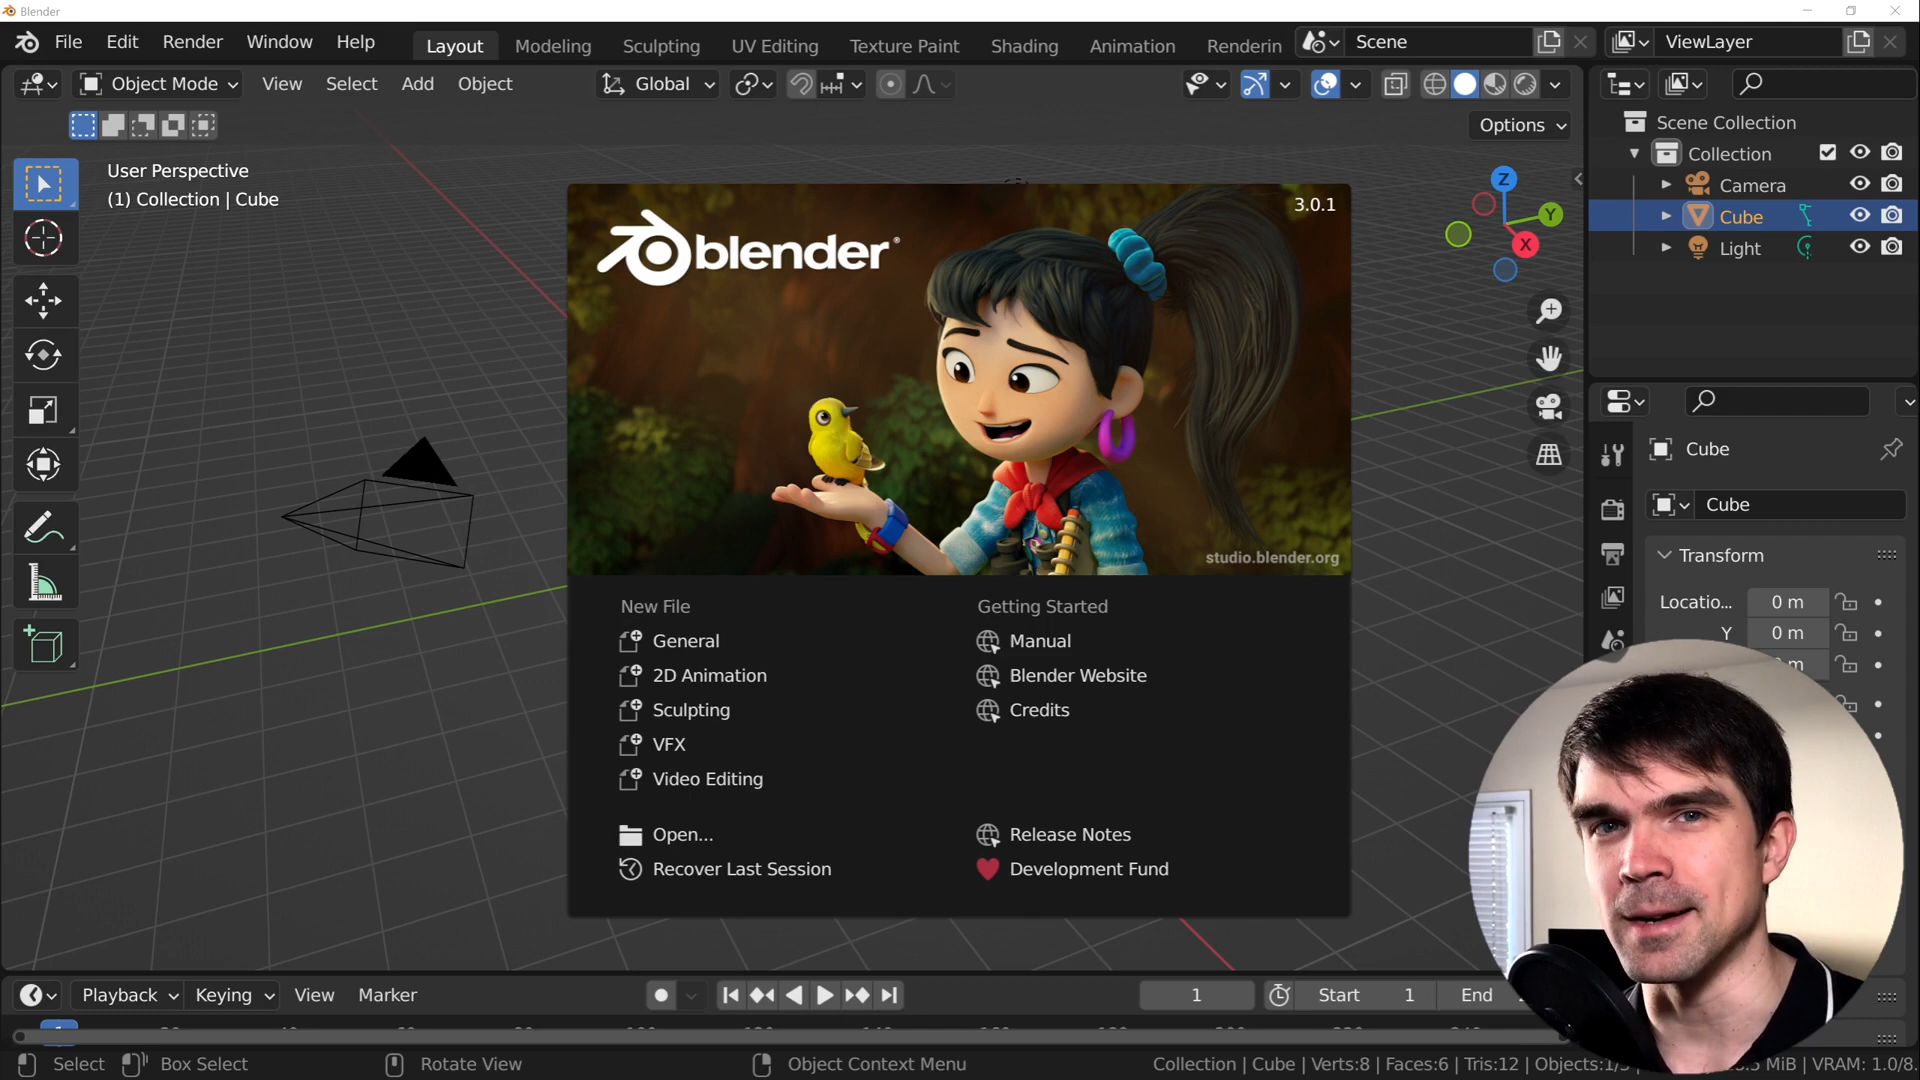 Blender
File Edit Render Window Help Layout Modeling Sculpting UV Editing Texture Paint Shading Animation Renderin Scene ViewLayer
Object Mode View Select Add Object Global
Options
User Perspective
(1) Collection | Cube
Z
Y
X
Scene Collection
Collection
Camera
Cube
Light
Cube
Cube
Transform
Locatio... 0 m
Y 0 m
m
3.0.1
blender®
studio.blender.org
New File
General
2D Animation
Sculpting
VFX
Video Editing
Open...
Recover Last Session
Getting Started
Manual
Blender Website
Credits
Release Notes
Development Fund
Playback Keying View Marker 1 Start 1 End
Select Box Select Rotate View Object Context Menu Collection | Cube | Verts:8 | Faces:6 | Tris:12 | MiB | VRAM: 1.0/8.